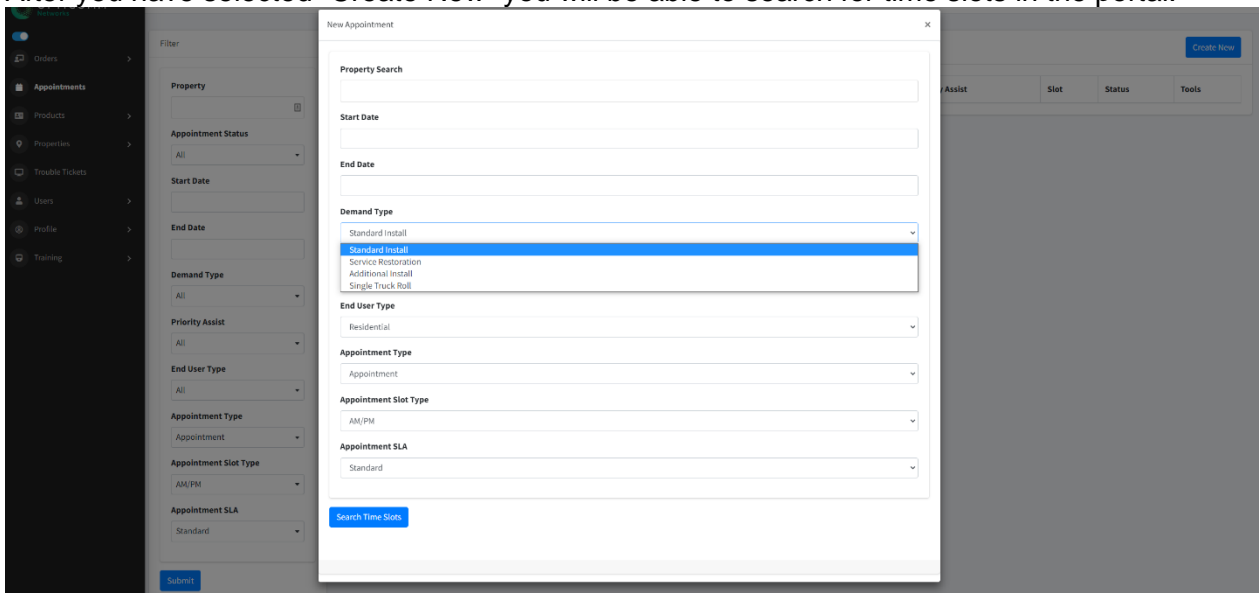 After you have selected "Create New" you will be able to search for time slots in the portal.
Networks
Orders
Appointments
Products
Properties
Trouble Tickets
Users
Profile
Training
Filter
Property
Appointment Status
All
Start Date
End Date
Demand Type
All
Priority Assist
All
End User Type
All
Appointment Type
Appointment
Appointment Slot Type
AM/PM
Appointment SLA
Standard
Submit
New Appointment
×
Property Search
Start Date
End Date
Demand Type
Standard Install
Standard Install
Service Restoration
Additional Install
Single Truck Roll
End User Type
Residential
Appointment Type
Appointment
Appointment Slot Type
AM/PM
Appointment SLA
Standard
Search Time Slots
Create New
Assist
Slot
Status
Tools